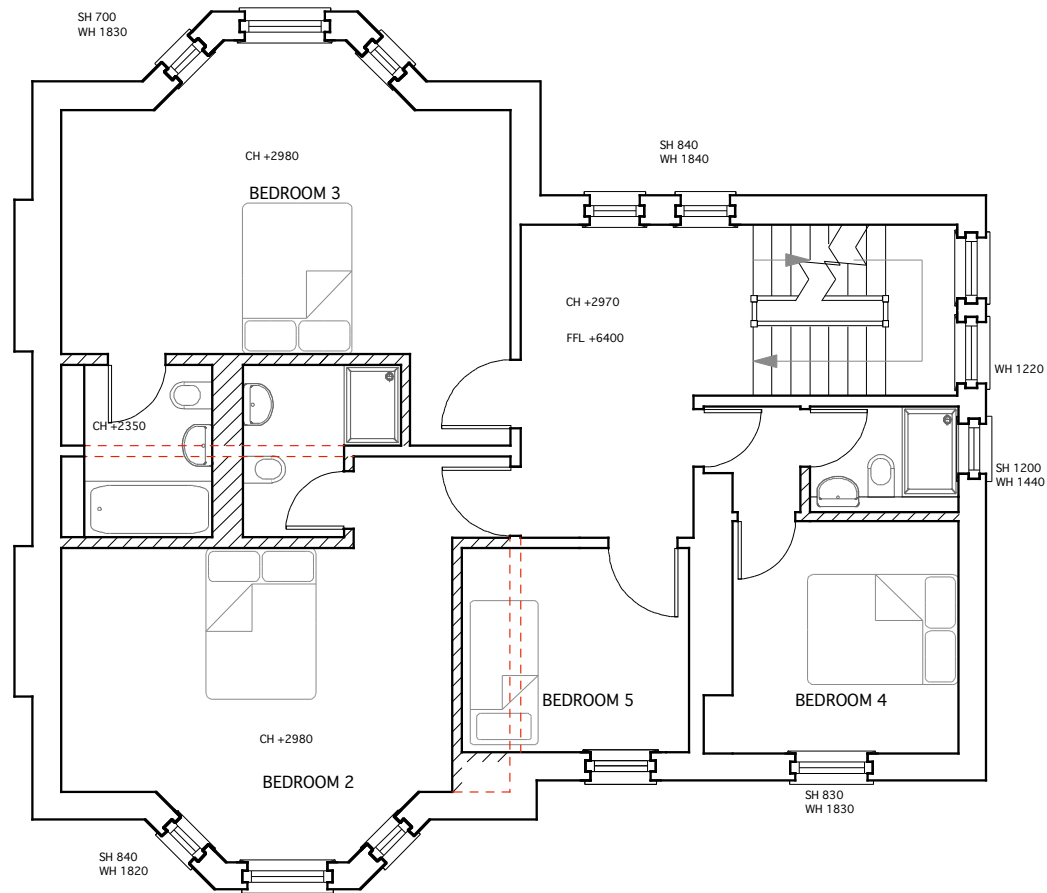 SH 700
WH 1830
SH 840
WH 1840
CH +2980
BEDROOM 3
CH +2970
FFL +6400
WH 1220
CH +2350
SH 1200
WH 1440
BEDROOM 5
BEDROOM 4
CH +2980
BEDROOM 2
SH 830
WH 1830
SH 840
WH 1820